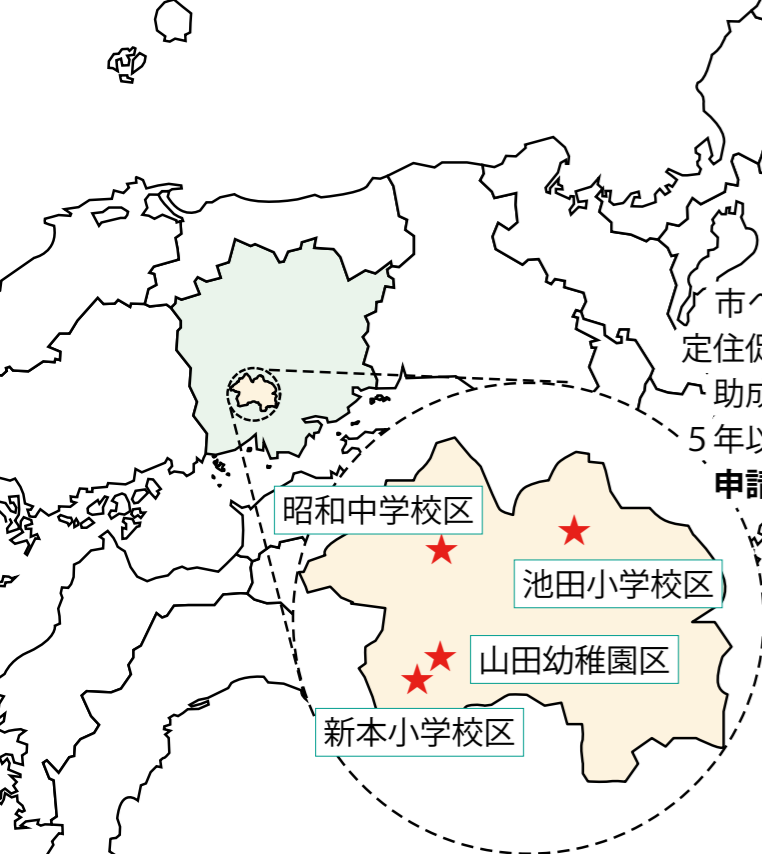 市へ
定住促
助成
5年以
申請
昭和中学校区
池田小学校区
山田幼稚園区
新本小学校区